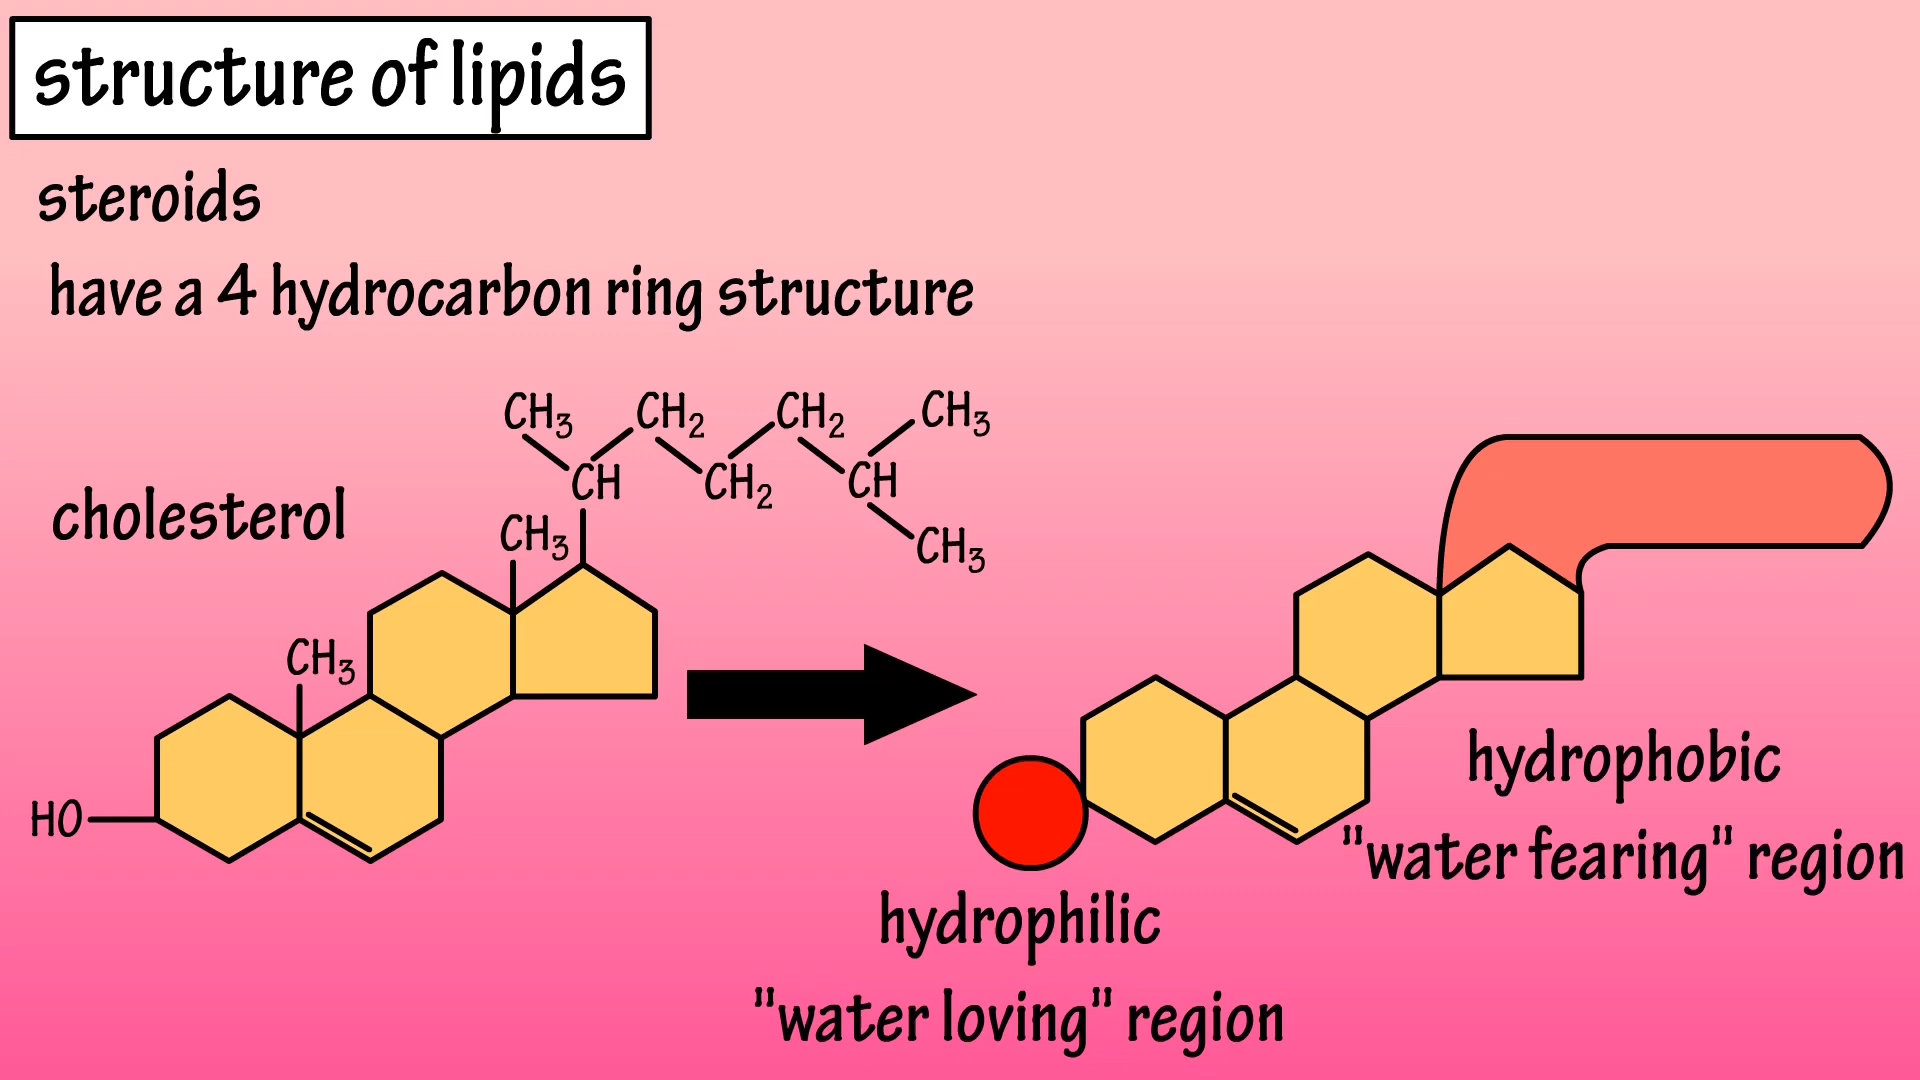 structure of lipids
steroids
have a 4 hydrocarbon ring structure
cholesterol
CH3 CH2 CH2 CH3
CH CH2 CH
CH3 CH3
CH3
HO
hydrophobic
"water fearing" region
hydrophilic
"water loving" region